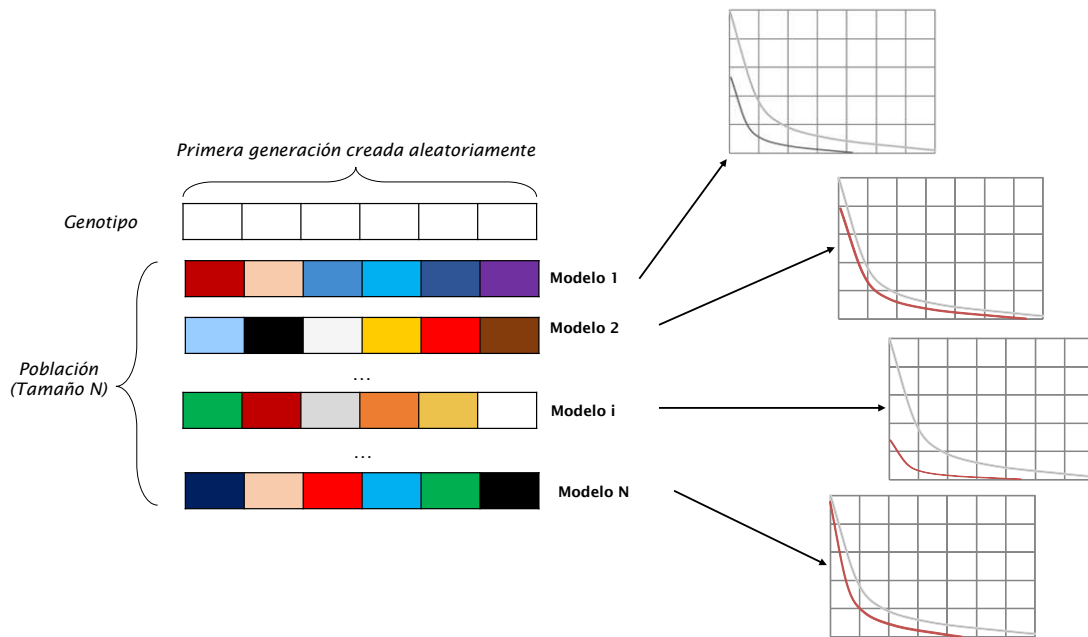 Primera generación creada aleatoriamente
Genotipo
Modelo 1
Modelo 2
Población
(Tamaño N)
...
Modelo i
...
Modelo N